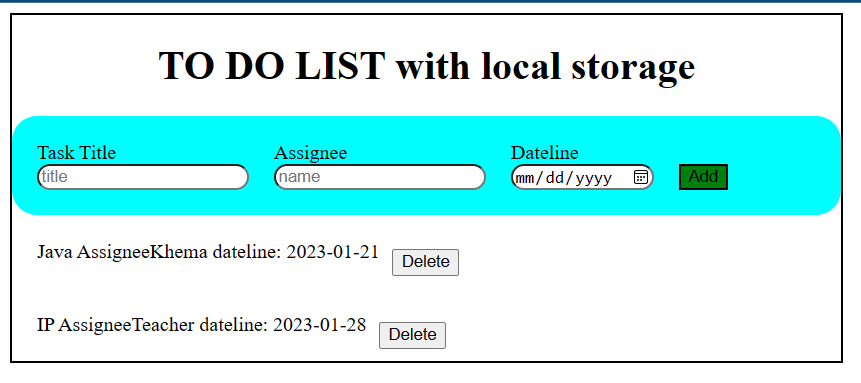 TO DO LIST with local storage
Task Title Assignee Dateline
title name mm/dd/yyyy Add
Java AssigneeKhema dateline: 2023-01-21 Delete
IP AssigneeTeacher dateline: 2023-01-28 Delete